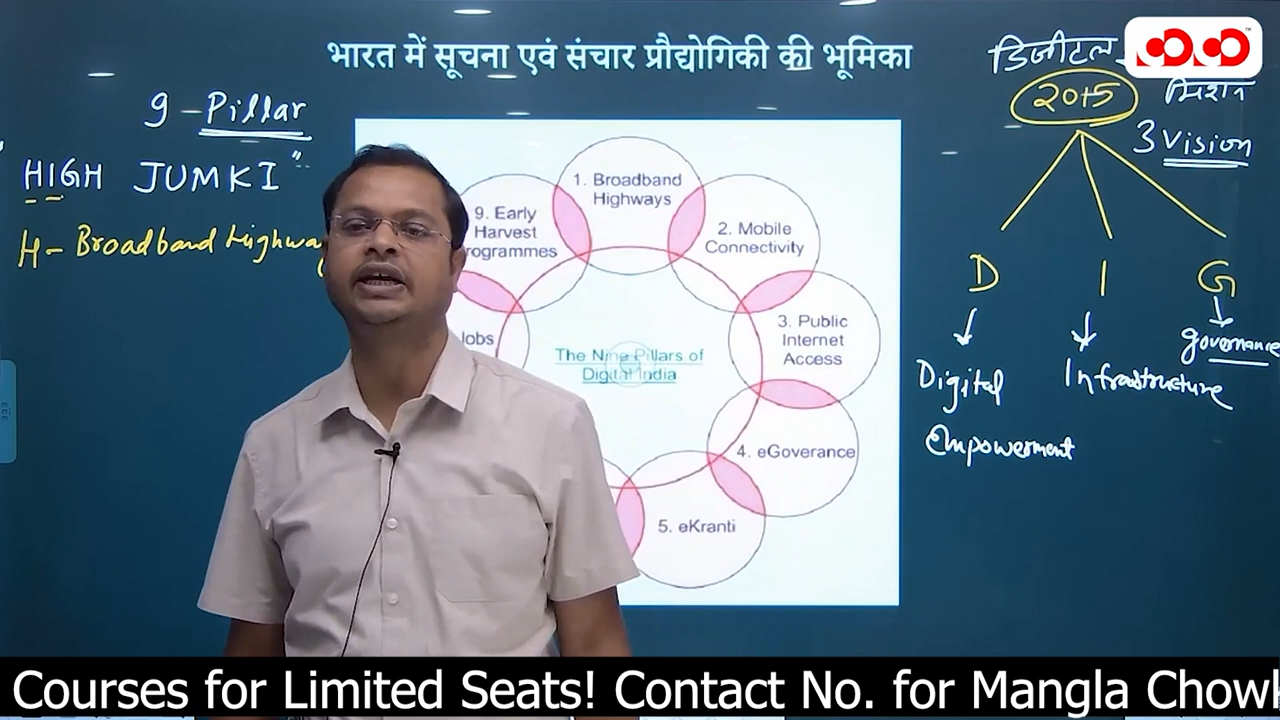 भारत में सूचना एवं संचार प्रौद्योगिकी की भूमिका
9 - Pillar
"HIGH JUMKI"
H- Broadband Highway
डिजीटल
2015 मिशन
3 Vision
D I G
Digital Empowerment
Infrastructure
governance
1. Broadband Highways
2. Mobile Connectivity
3. Public Internet Access
4. eGoverance
5. eKranti
Jobs
9. Early Harvest rogrammes
The Nine Pillars of
Digital India
Courses for Limited Seats! Contact No. for Mangla Chowk